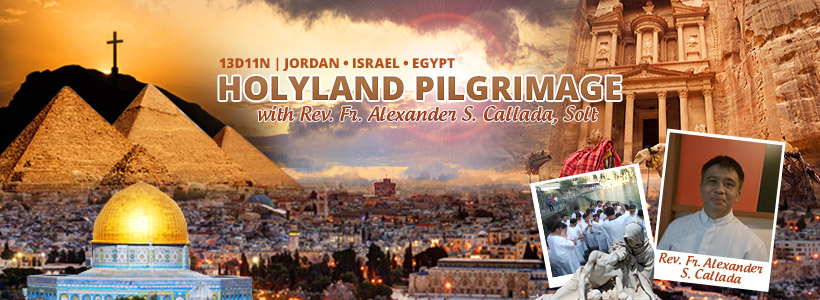 13D11N | JORDAN • ISRAEL • EGYPT
HOLYLAND PILGRIMAGE
with Rev. Fr. Alexander S. Callada, Solt
Rev. Fr. Alexander
S. Callada